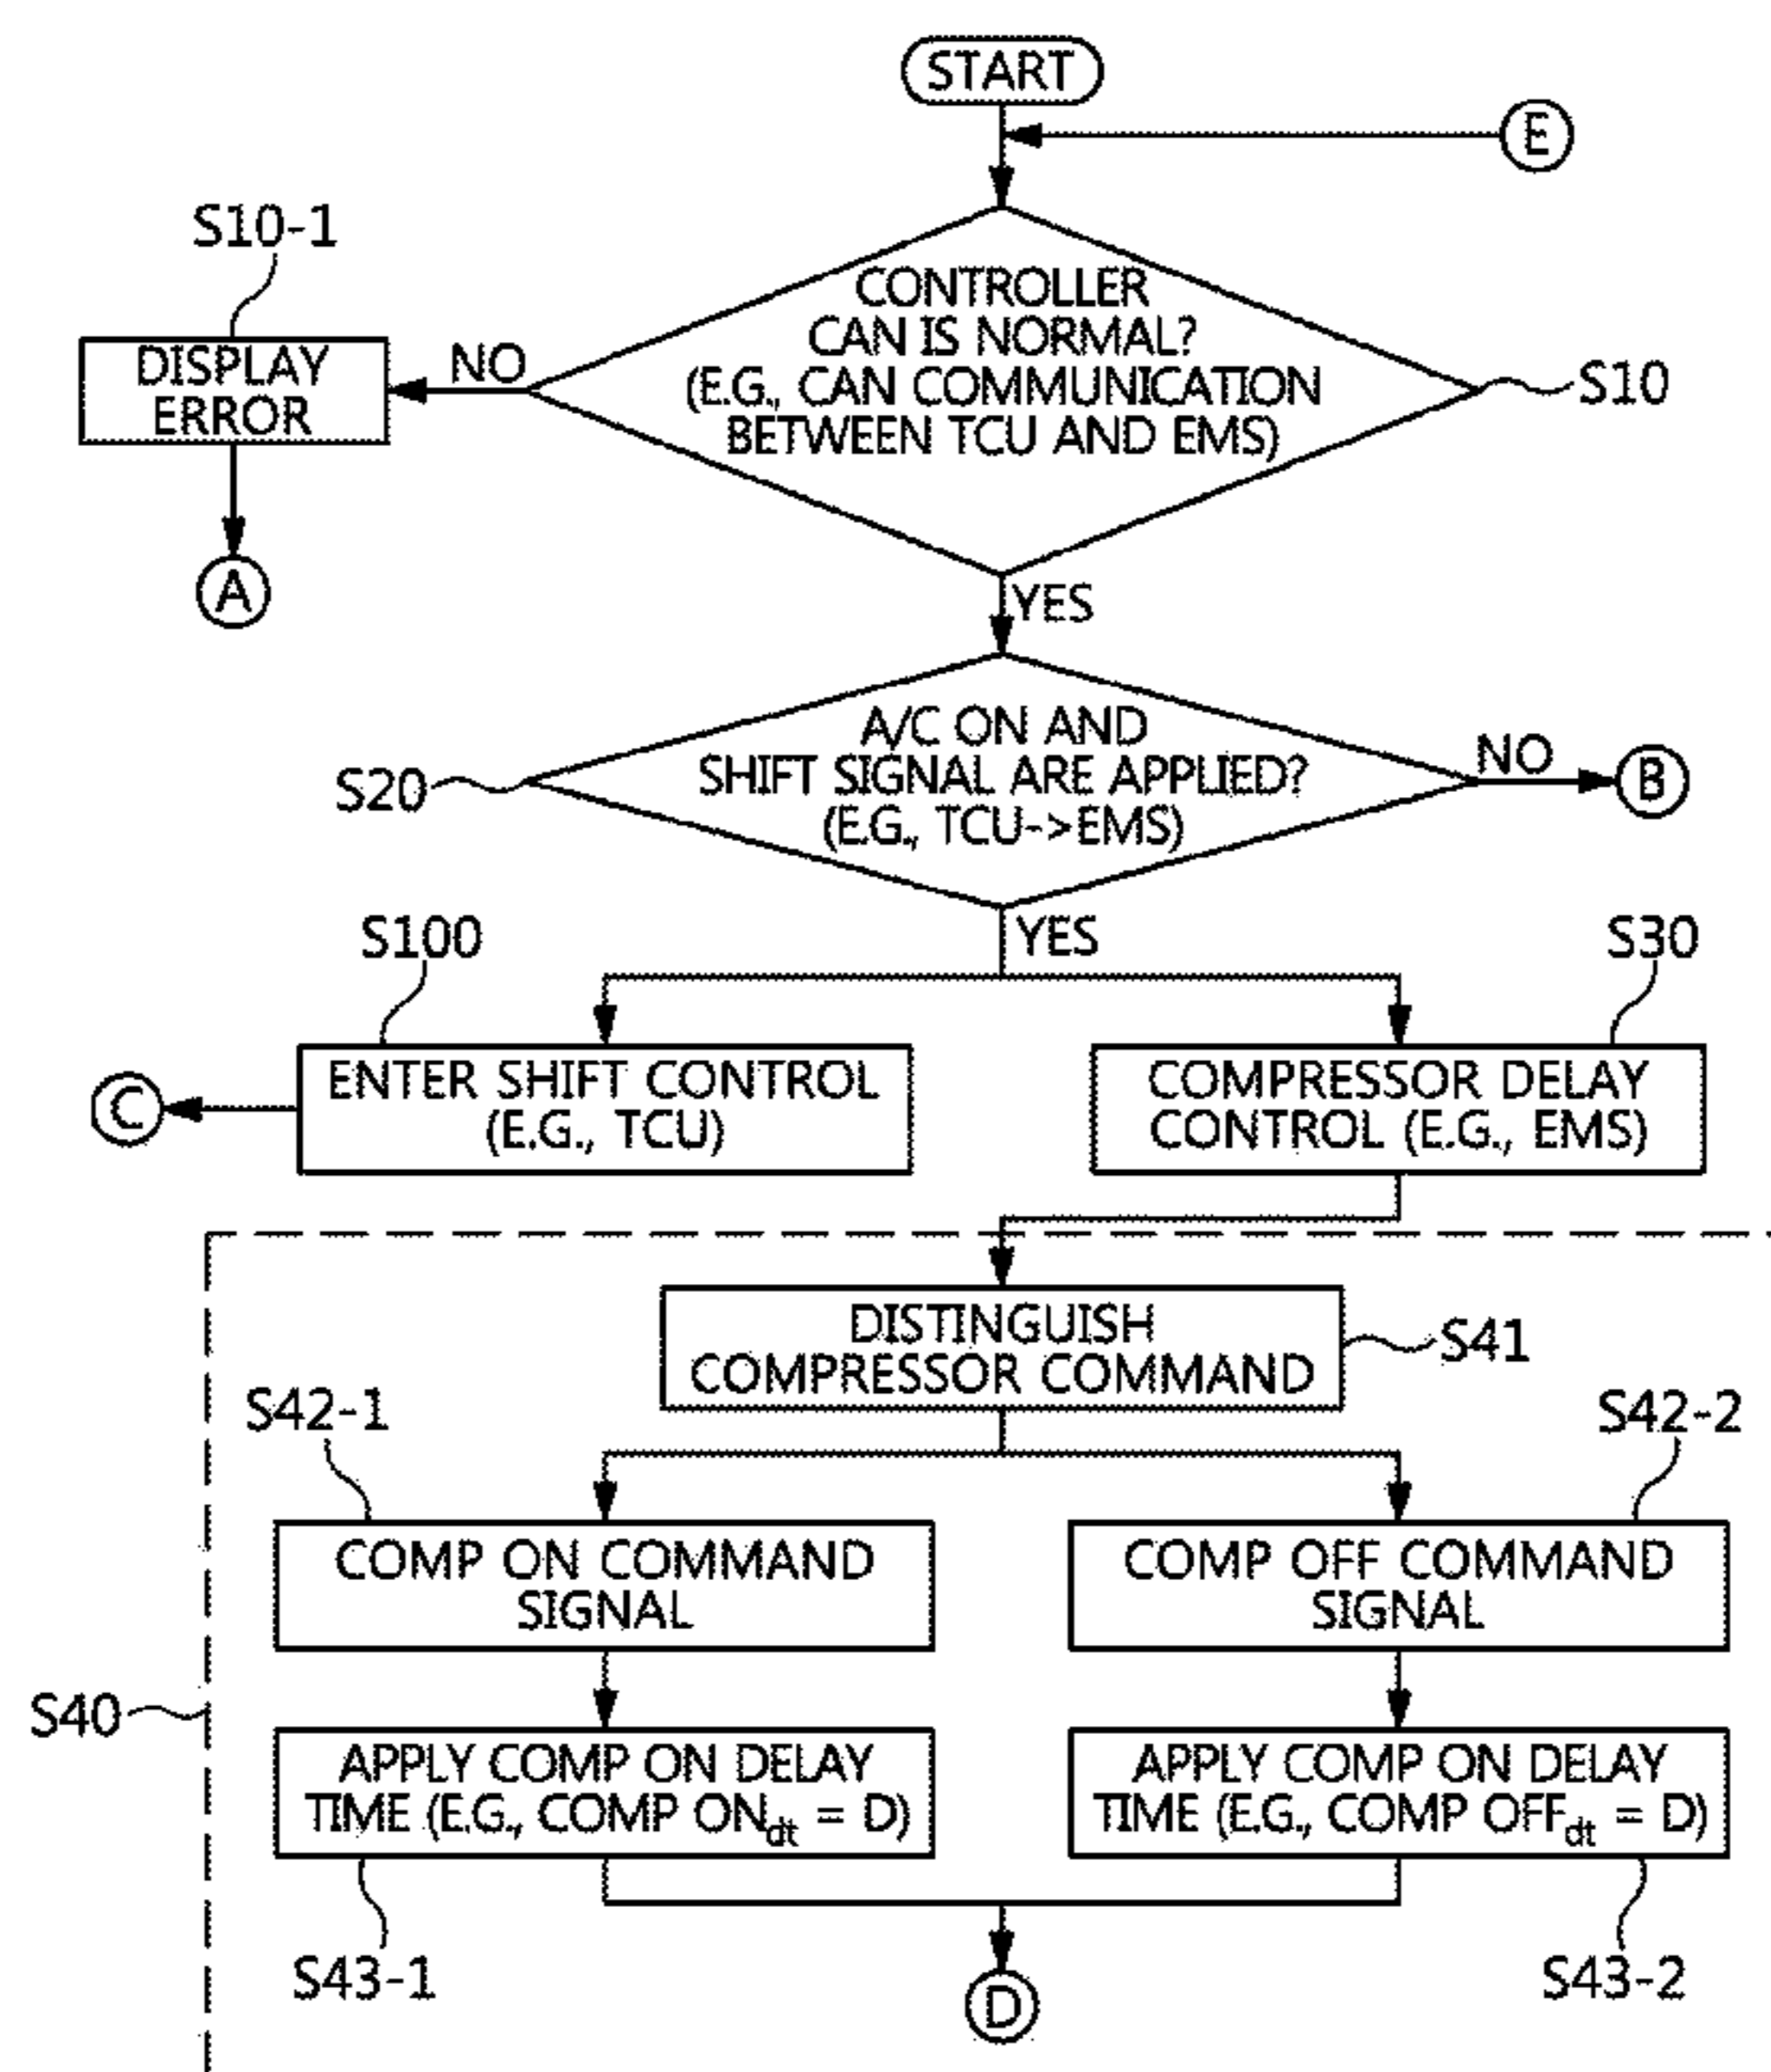 START
E
S10-1
CONTROLLER
CAN IS NORMAL?
(E.G., CAN COMMUNICATION
BETWEEN TCU AND EMS)
S10
NO
DISPLAY
ERROR
A
YES
A/C ON AND
SHIFT SIGNAL ARE APPLIED?
(E.G., TCU->EMS)
S20
NO
B
YES
S100
S30
ENTER SHIFT CONTROL
(E.G., TCU)
C
COMPRESSOR DELAY
CONTROL (E.G., EMS)
DISTINGUISH
COMPRESSOR COMMAND
S41
S42-1
S42-2
COMP ON COMMAND
SIGNAL
COMP OFF COMMAND
SIGNAL
S40
APPLY COMP ON DELAY
TIME (E.G., COMP ONdt = D)
APPLY COMP ON DELAY
TIME (E.G., COMP OFFdt = D)
S43-1
S43-2
D